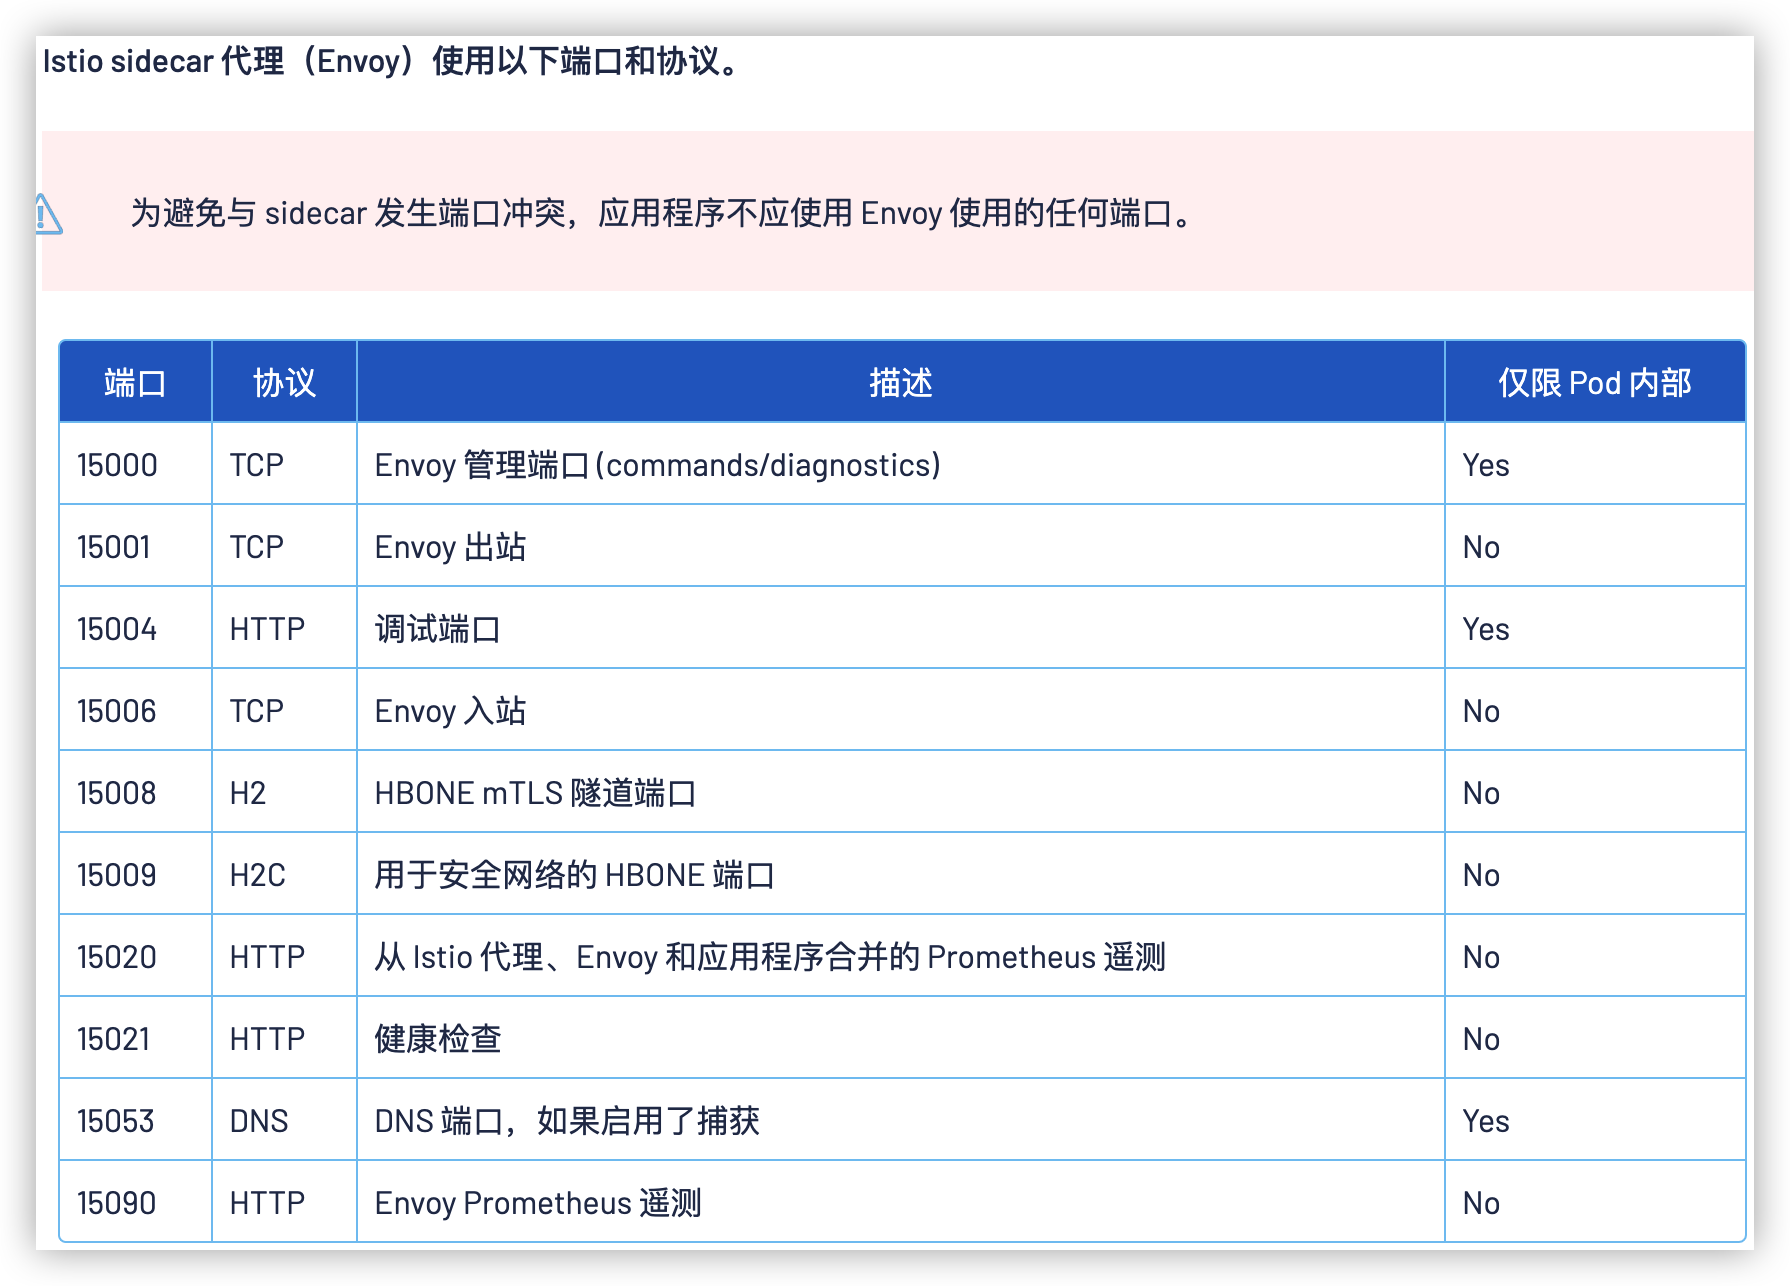 Istio sidecar 代理（Envoy）使用以下端口和协议。
为避免与 sidecar 发生端口冲突，应用程序不应使用 Envoy 使用的任何端口。
端口 协议 描述 仅限 Pod 内部
15000 TCP Envoy 管理端口 (commands/diagnostics) Yes
15001 TCP Envoy 出站 No
15004 HTTP 调试端口 Yes
15006 TCP Envoy 入站 No
15008 H2 HBONE mTLS 隧道端口 No
15009 H2C 用于安全网络的 HBONE 端口 No
15020 HTTP 从 Istio 代理、Envoy 和应用程序合并的 Prometheus 遥测 No
15021 HTTP 健康检查 No
15053 DNS DNS 端口，如果启用了捕获 Yes
15090 HTTP Envoy Prometheus 遥测 No